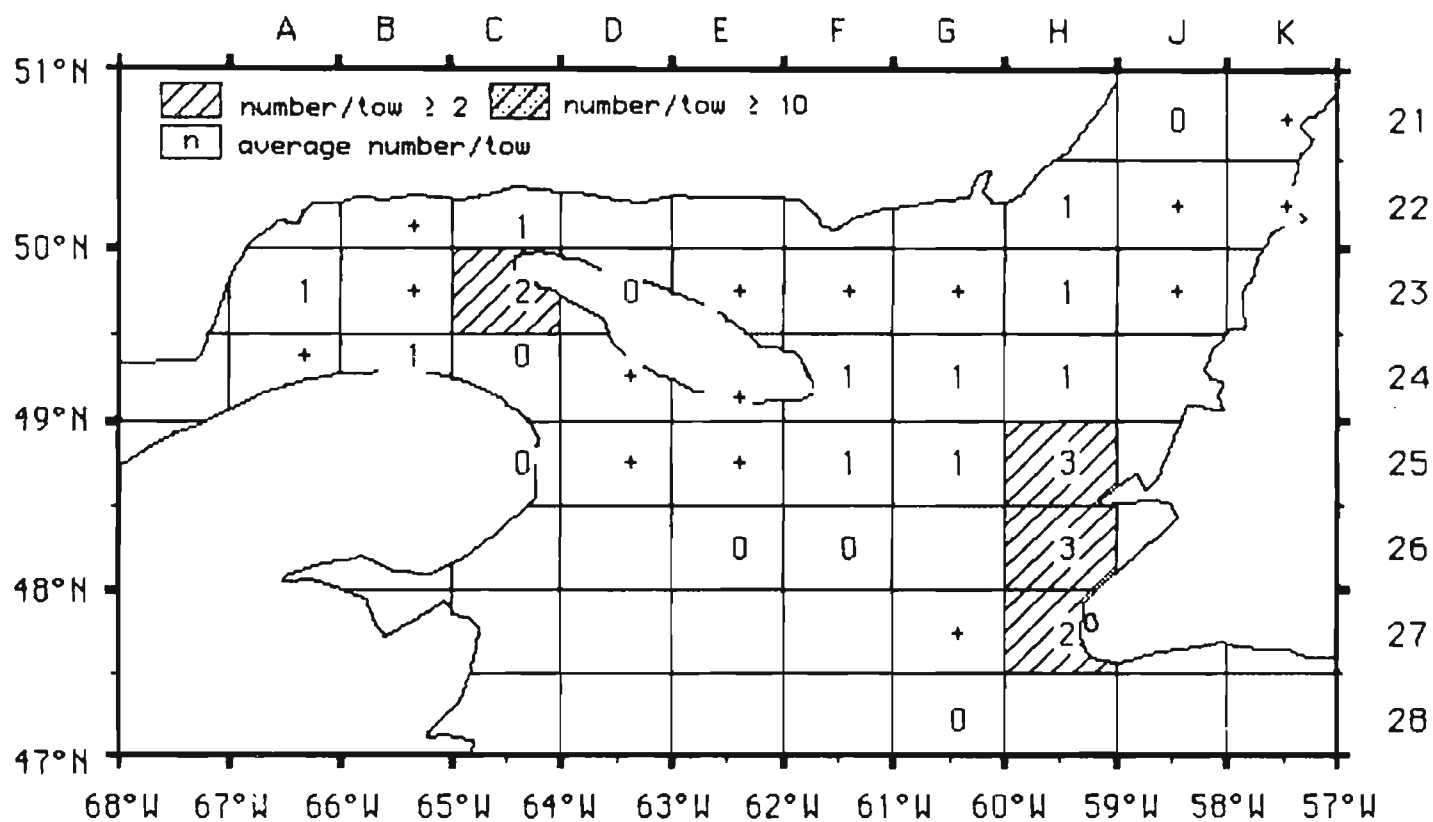 A B C D E F G H J K
51°N
number/tow ≥ 2 number/tow ≥ 10
n average number/tow
0 + 21
+ 1 1 + + 22
50°N
1 + 2 0 + + + 1 + 23
+ 1 0 + + 1 1 1 24
49°N
0 + + 1 1 3 25
0 0 3 26
48°N
+ 2 0 27
0 28
47°N
68°W 67°W 66°W 65°W 64°W 63°W 62°W 61°W 60°W 59°W 58°W 57°W